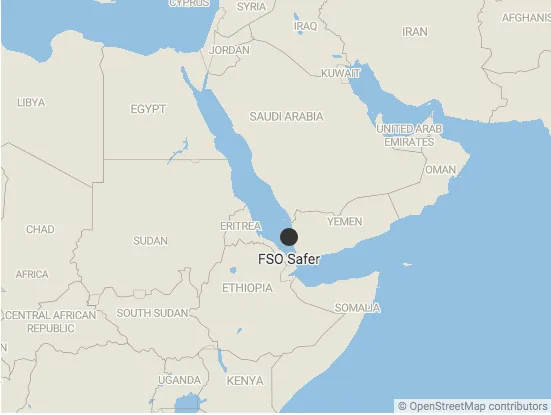 CYPRUS
SYRIA
AFGHANIS
IRAQ
IRAN
JORDAN
KUWAIT
LIBYA
EGYPT
SAUDI ARABIA
UNITED ARAB
EMIRATES
OMAN
YEMEN
ERITREA
CHAD
SUDAN
FSO Safer
AFRICA
ETHIOPIA
SOMALIA
CENTRAL AFRICAN
REPUBLIC
SOUTH SUDAN
UGANDA
KENYA
© OpenStreetMap contributors